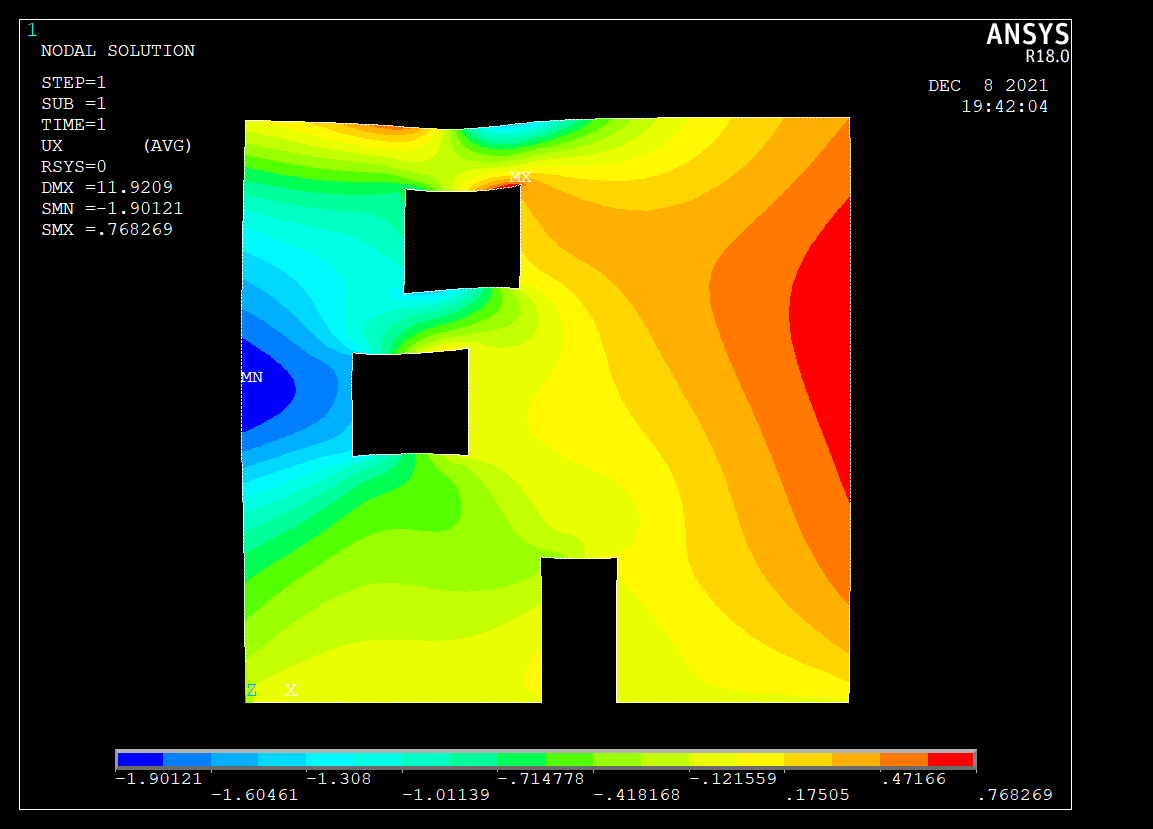 1
ANSYS
R18.0
NODAL SOLUTION
STEP=1
SUB =1
TIME=1
UX (AVG)
RSYS=0
DMX =11.9209
SMN =-1.90121
SMX =.768269
DEC 8 2021
19:42:04
MX
MN
Z X
-1.90121 -1.308 -.714778 -.121559 .47166
-1.60461 -1.01139 -.418168 .17505 .768269